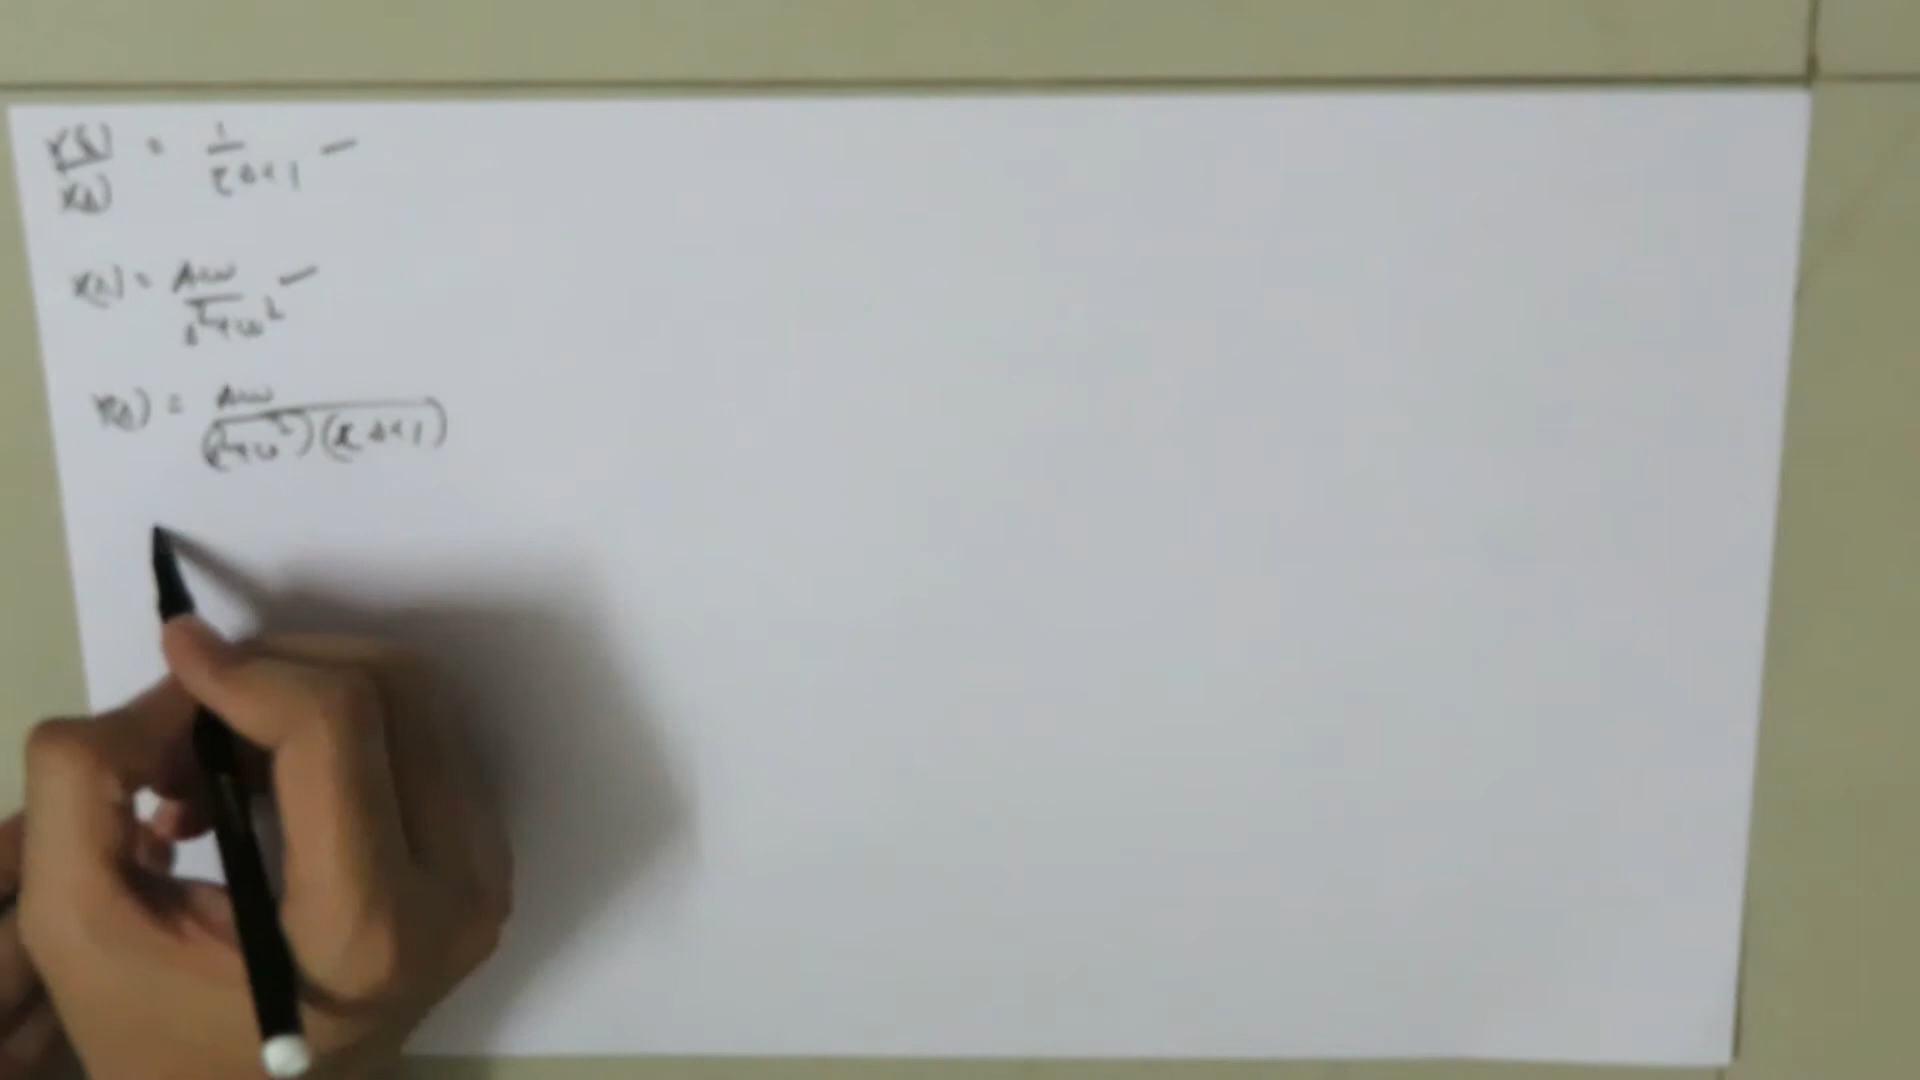 Y(s)/X(s) = 1/(τs+1) –
X(s) = Aω/(s²+ω²) –
Y(s) = Aω/((s²+ω²)(τs+1))